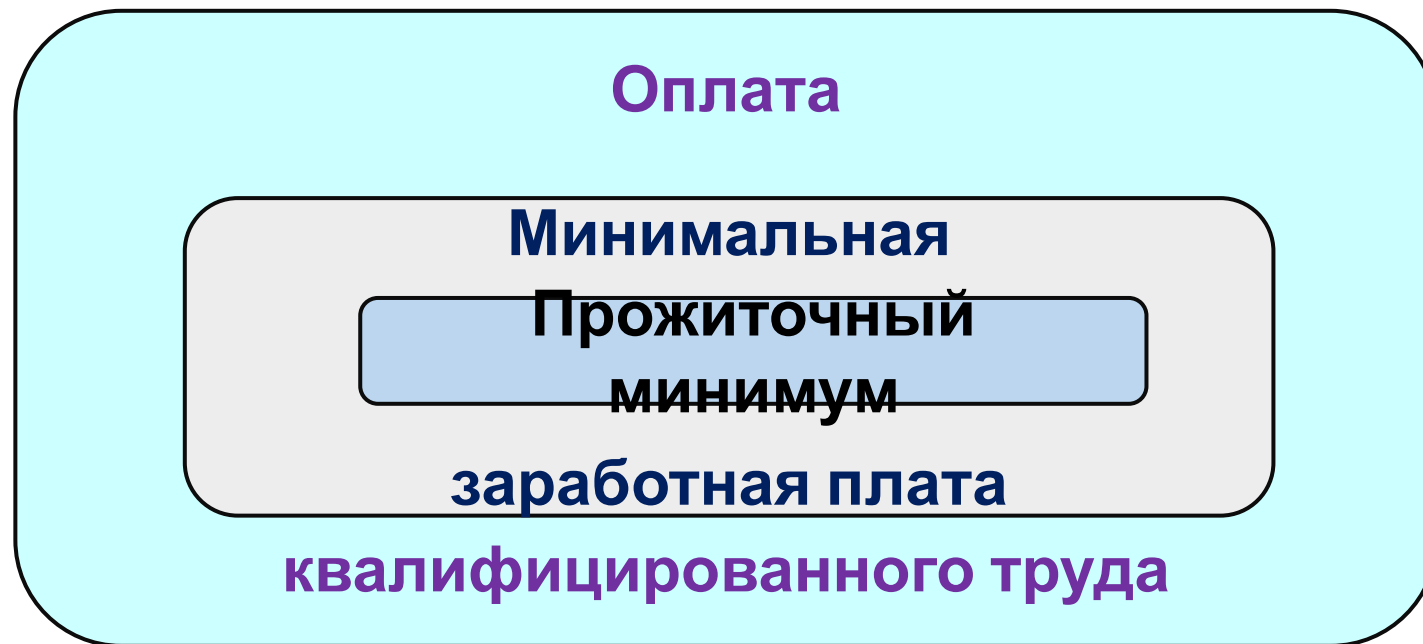 Оплата
Минимальная
Прожиточный
минимум
заработная плата
квалифицированного труда